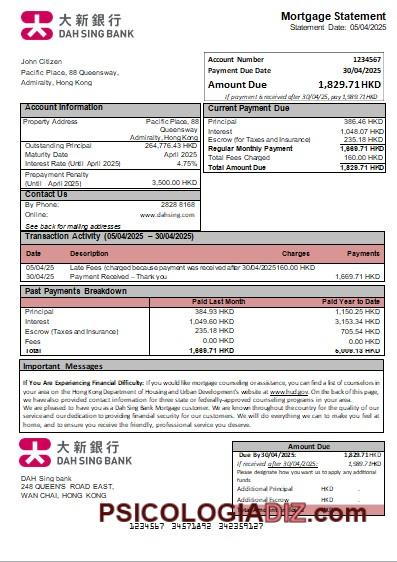 大新銀行
DAH SING BANK
Mortgage Statement
Statement Date: 05/04/2025
John Citizen
Pacific Place, 88 Queensway,
Admiralty, Hong Kong
Account Number 1234567
Payment Due Date 30/04/2025
Amount Due 1,829.71 HKD
If payment is received after 30/04/25, pay 1,989.71 HKD
Account Information
Property Address Pacific Place, 88
Queensway
Admiralty, Hong Kong
Outstanding Principal 264,776.43 HKD
Maturity Date April 2025
Interest Rate (Until April 2025) 4.75%
Prepayment Penalty
(Until April 2025) 3,500.00 HKD
Contact Us
By Phone: 2828 8168
Online: www.dahsing.com
See back for mailing addresses
Current Payment Due
Principal 386.46 HKD
Interest 1,048.07 HKD
Escrow (for Taxes and Insurance) 235.18 HKD
Regular Monthly Payment 1,669.71 HKD
Total Fees Charged 160.00 HKD
Total Amount Due 1,829.71 HKD
Transaction Activity (05/04/2025 – 30/04/2025)
Date Description Charges Payments
05/04/25 Late Fees (charged because payment was received after 30/04/2025160.00 HKD
30/04/25 Payment Received – Thank you 1,669.71 HKD
Past Payments Breakdown
Paid Last Month Paid Year to Date
Principal 384.93 HKD 1,150.25 HKD
Interest 1,049.60 HKD 3,153.34 HKD
Escrow (Taxes and Insurance) 235.18 HKD 705.54 HKD
Fees 0.00 HKD 0.00 HKD
Total 1,669.71 HKD 5,009.13 HKD
Important Messages
If You Are Experiencing Financial Difficulty: If you would like mortgage counseling or assistance, you can find a list of counselors in
your area on the Hong Kong Department of Housing and Urban Development's website at www.hud.gov. On the back of this page,
we have also provided contact information for three state or federally-approved counseling programs in your area.
We are pleased to have you as a Dah Sing Bank Mortgage customer. We are known throughout the country for the quality of our
service and our dedication to providing financial security for our customers. We will do everything we can to make you feel at
home, and to ensure you receive the friendly, professional service you deserve.
大新銀行
DAH SING BANK
DAH Sing bank
248 QUEEN'S ROAD EAST,
WAN CHAI, HONG KONG
Amount Due
Due By 30/04/2025: 1,829.71 HKD
If received after 30/04/2025: 1,989.71 HKD
Please designate how you want us to apply any additional
funds
Additional Principal HKD .
Additional Escrow HKD .
PSICOLOGIADIZ.com
1234567 34571892 342359127